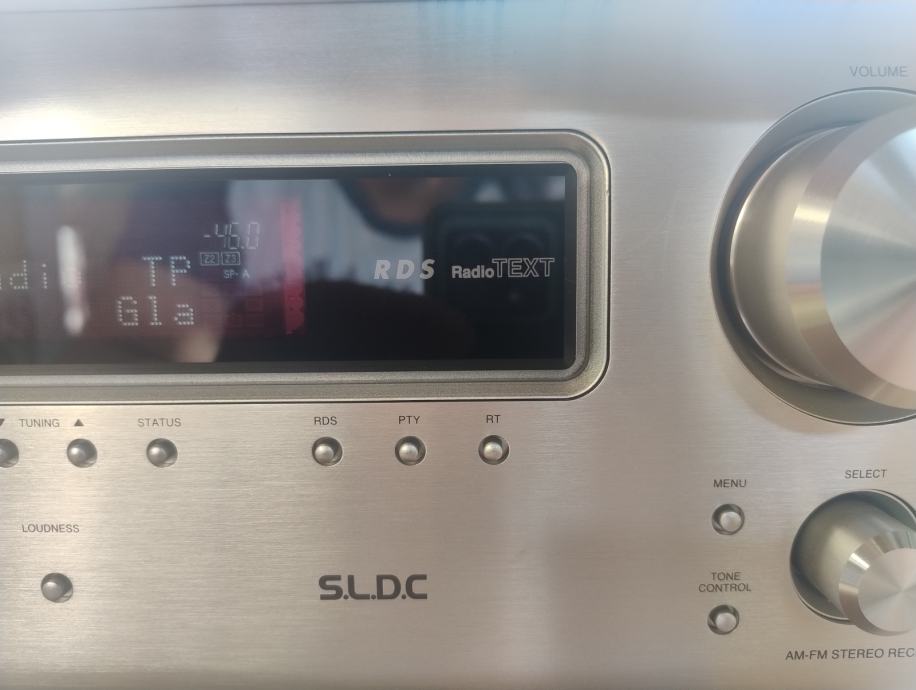 VOLUME
-46.0
Z2 Z3
TP
SP- A
Gla
RDS RadioTEXT
▼ TUNING ▲ STATUS RDS PTY RT
SELECT
MENU
LOUDNESS
S.L.D.C
TONE
CONTROL
AM-FM STEREO REC